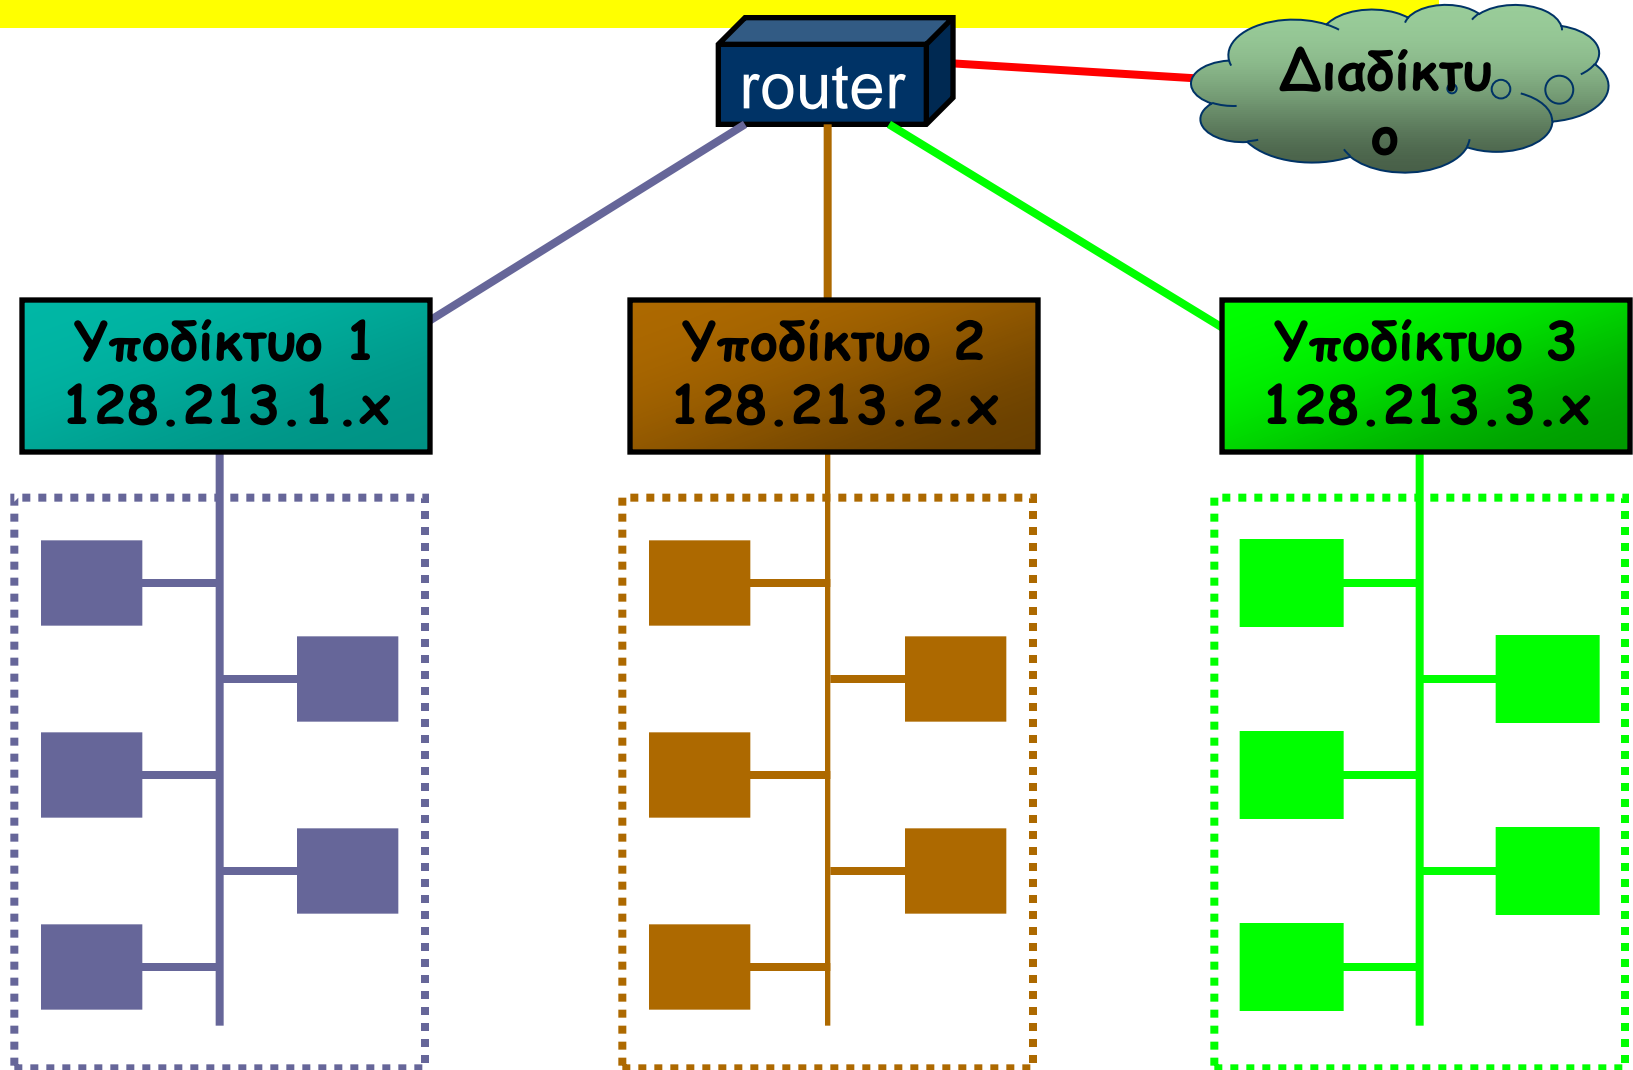 router
Διαδίκτυ
ο
Υποδίκτυο 1
128.213.1.x
Υποδίκτυο 2
128.213.2.x
Υποδίκτυο 3
128.213.3.x